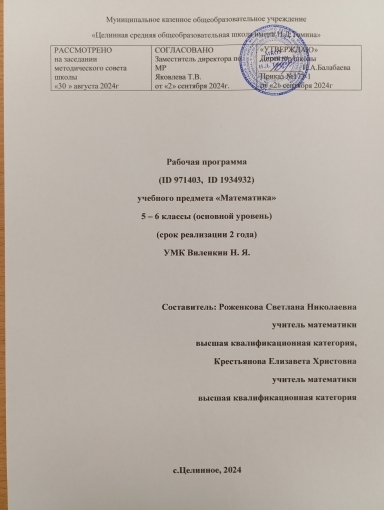 Муниципальное казенное общеобразовательное учреждение
«Целинная средняя общеобразовательная школа имени Н.Д.Томина»
РАССМОТРЕНО
на заседании
методического совета
школы
«30 » августа 2024г
СОГЛАСОВАНО
Заместитель директора по
МР
Яковлева Т.В.
от «2» сентября 2024г.
«УТВЕРЖДАЮ»
Директор школы
Н.А.Балабаева
Приказ
от «2» сентября 2024г
Рабочая программа
(ID 971403, ID 1934932)
учебного предмета «Математика»
5 – 6 классы (основной уровень)
(срок реализации 2 года)
УМК Виленкин Н. Я.
Составитель: Роженкова Светлана Николаевна
учитель математики
высшая квалификационная категория,
Крестьянова Елизавета Христовна
учитель математики
высшая квалификационная категория
с.Целинное, 2024